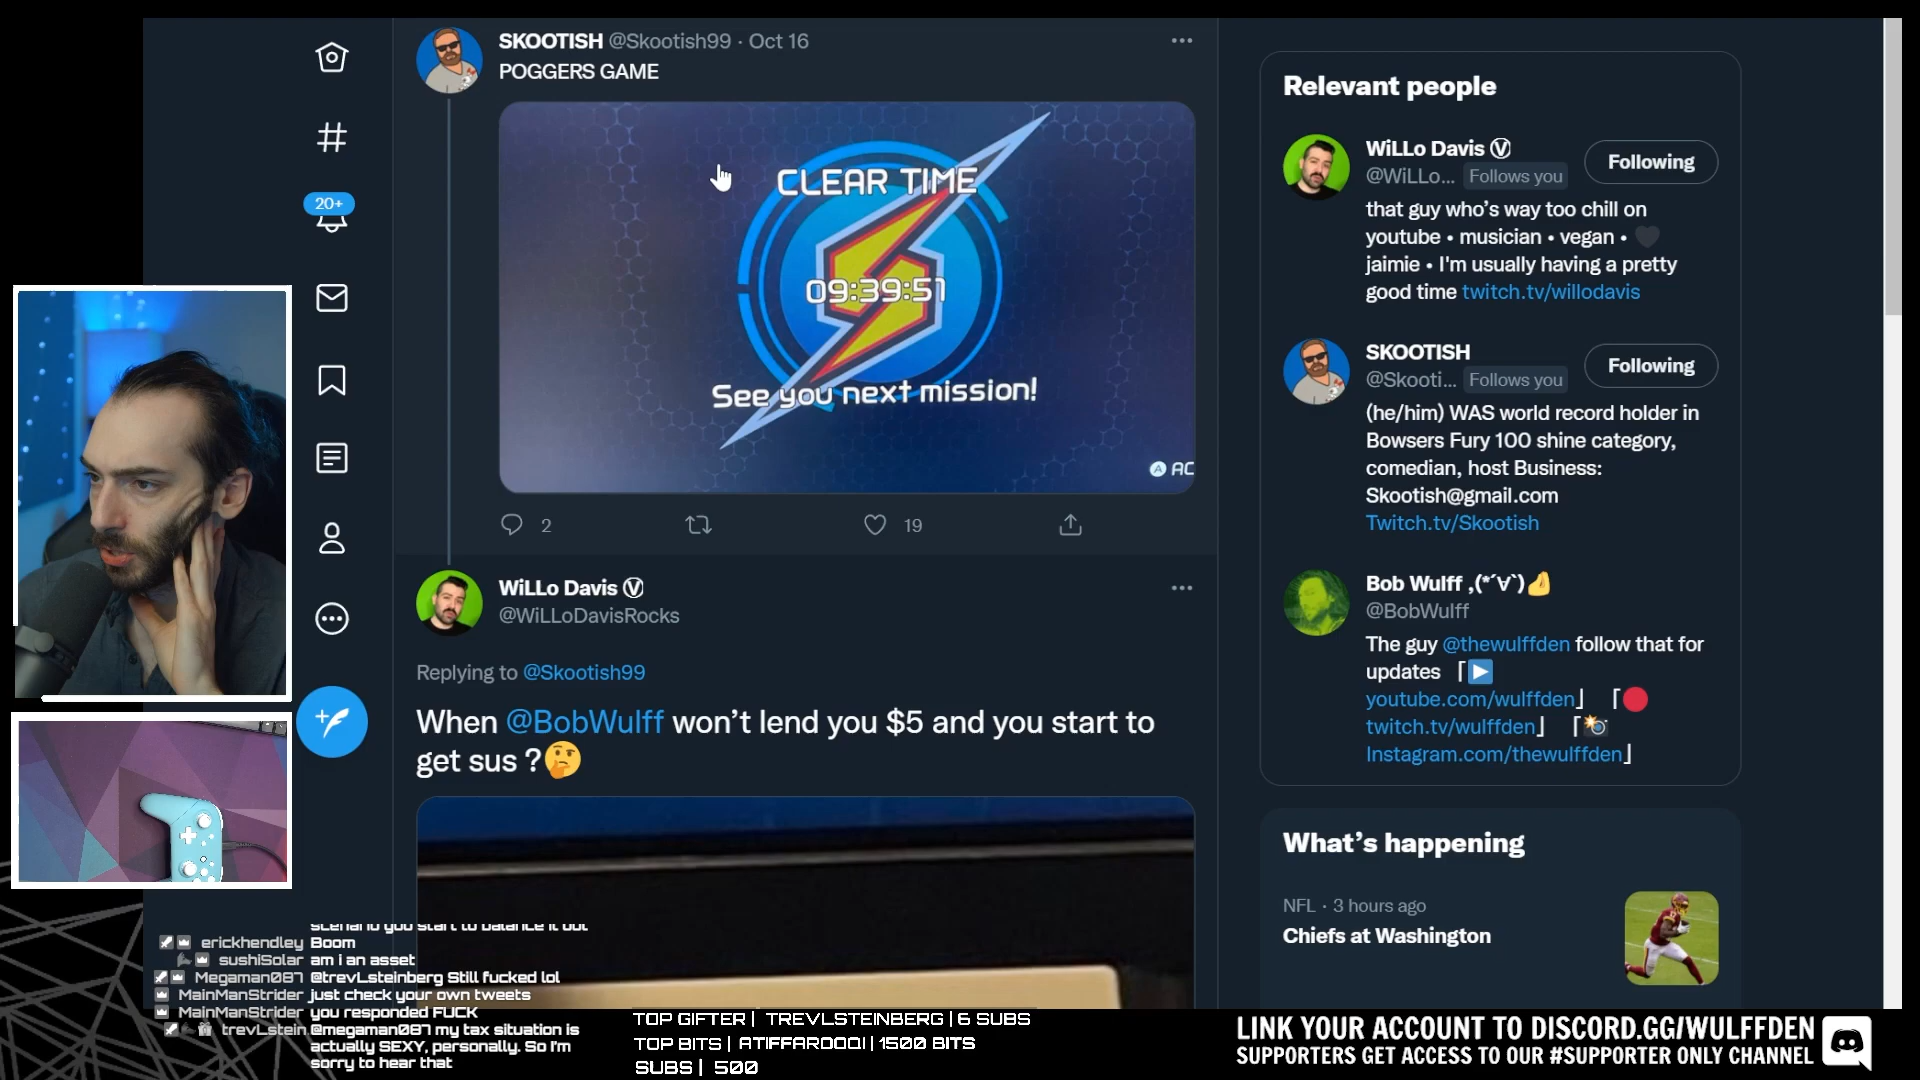 SKOOTISH @Skootish99 · Oct 16
POGGERS GAME
CLEAR TIME
09:39:51
See you next mission!
A AC
2
19
20+
WiLLo Davis Ⓥ
@WiLLoDavisRocks
Replying to @Skootish99
When @BobWulff won’t lend you $5 and you start to
get sus ?🤔
Relevant people
WiLLo Davis Ⓥ
@WiLLo... Follows you
Following
that guy who’s way too chill on
youtube • musician • vegan • 🖤
jaimie • I'm usually having a pretty
good time twitch.tv/willodavis
SKOOTISH
@Skooti... Follows you
Following
(he/him) WAS world record holder in
Bowsers Fury 100 shine category,
comedian, host Business:
Skootish@gmail.com
Twitch.tv/Skootish
Bob Wulff ,(*´∀`)🤌
@BobWulff
The guy @thewulffden follow that for
updates ｢▶️
youtube.com/wulffden｣ ｢🔴
twitch.tv/wulffden｣ ｢📸
Instagram.com/thewulffden｣
What’s happening
NFL · 3 hours ago
Chiefs at Washington
scenario you start to balance it out
erickhendley Boom
sushiSolar am i an asset
Megaman087 @trevLsteinberg Still fucked lol
MainManStrider just check your own tweets
MainManStrider you responded FUCK
trevLstein @megaman087 my tax situation is
actually SEXY, personally. So I'm
sorry to hear that
TOP GIFTER | TREVLSTEINBERG | 6 SUBS
TOP BITS | ATIFFAROOQI | 1500 BITS
SUBS | 500
LINK YOUR ACCOUNT TO DISCORD.GG/WULFFDEN
SUPPORTERS GET ACCESS TO OUR #SUPPORTER ONLY CHANNEL